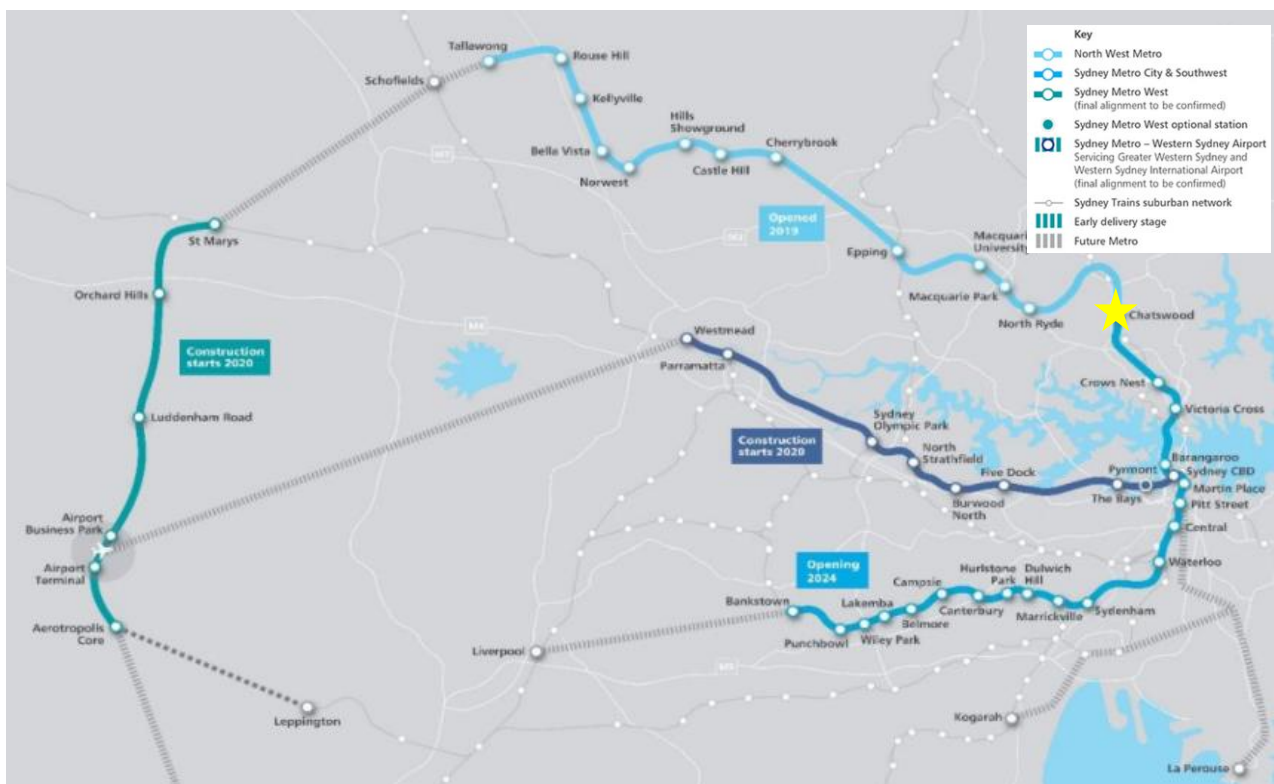 Key
North West Metro
Sydney Metro City & Southwest
Sydney Metro West
(final alignment to be confirmed)
Sydney Metro West optional station
Sydney Metro – Western Sydney Airport
Servicing Greater Western Sydney and
Western Sydney International Airport
(final alignment to be confirmed)
Sydney Trains suburban network
Early delivery stage
Future Metro
Tallawong
Rouse Hill
Schofields
Kellyville
Hills
Showground
Cherrybrook
Bella Vista
Norwest
Castle Hill
M7
St Marys
Opened
2019
M2
Epping
Macquari
University
Macquarie Park
North Ryde
Chatswood
Orchard Hills
M4
Westmead
Parramatta
Construction
starts 2020
Crows Nest
Victoria Cross
Luddenham Road
Sydney
Olympic Park
Construction
starts 2020
North
Strathfield
Five Dock
Pyrmont
Barangaroo
Sydney CBD
Martin Place
The Bays
Burwood
North
Pitt Street
Central
Airport
Business Park
Airport
Terminal
Opening
2024
Waterloo
Campsie
Hurlstone
Park
Dulwich
Hill
Bankstown
Lakemba
Canterbury
Marrickville
Sydenham
Belmore
Punchbowl
Wiley Park
Aerotropolis
Core
Liverpool
M5
Leppington
Kogarah
La Perouse